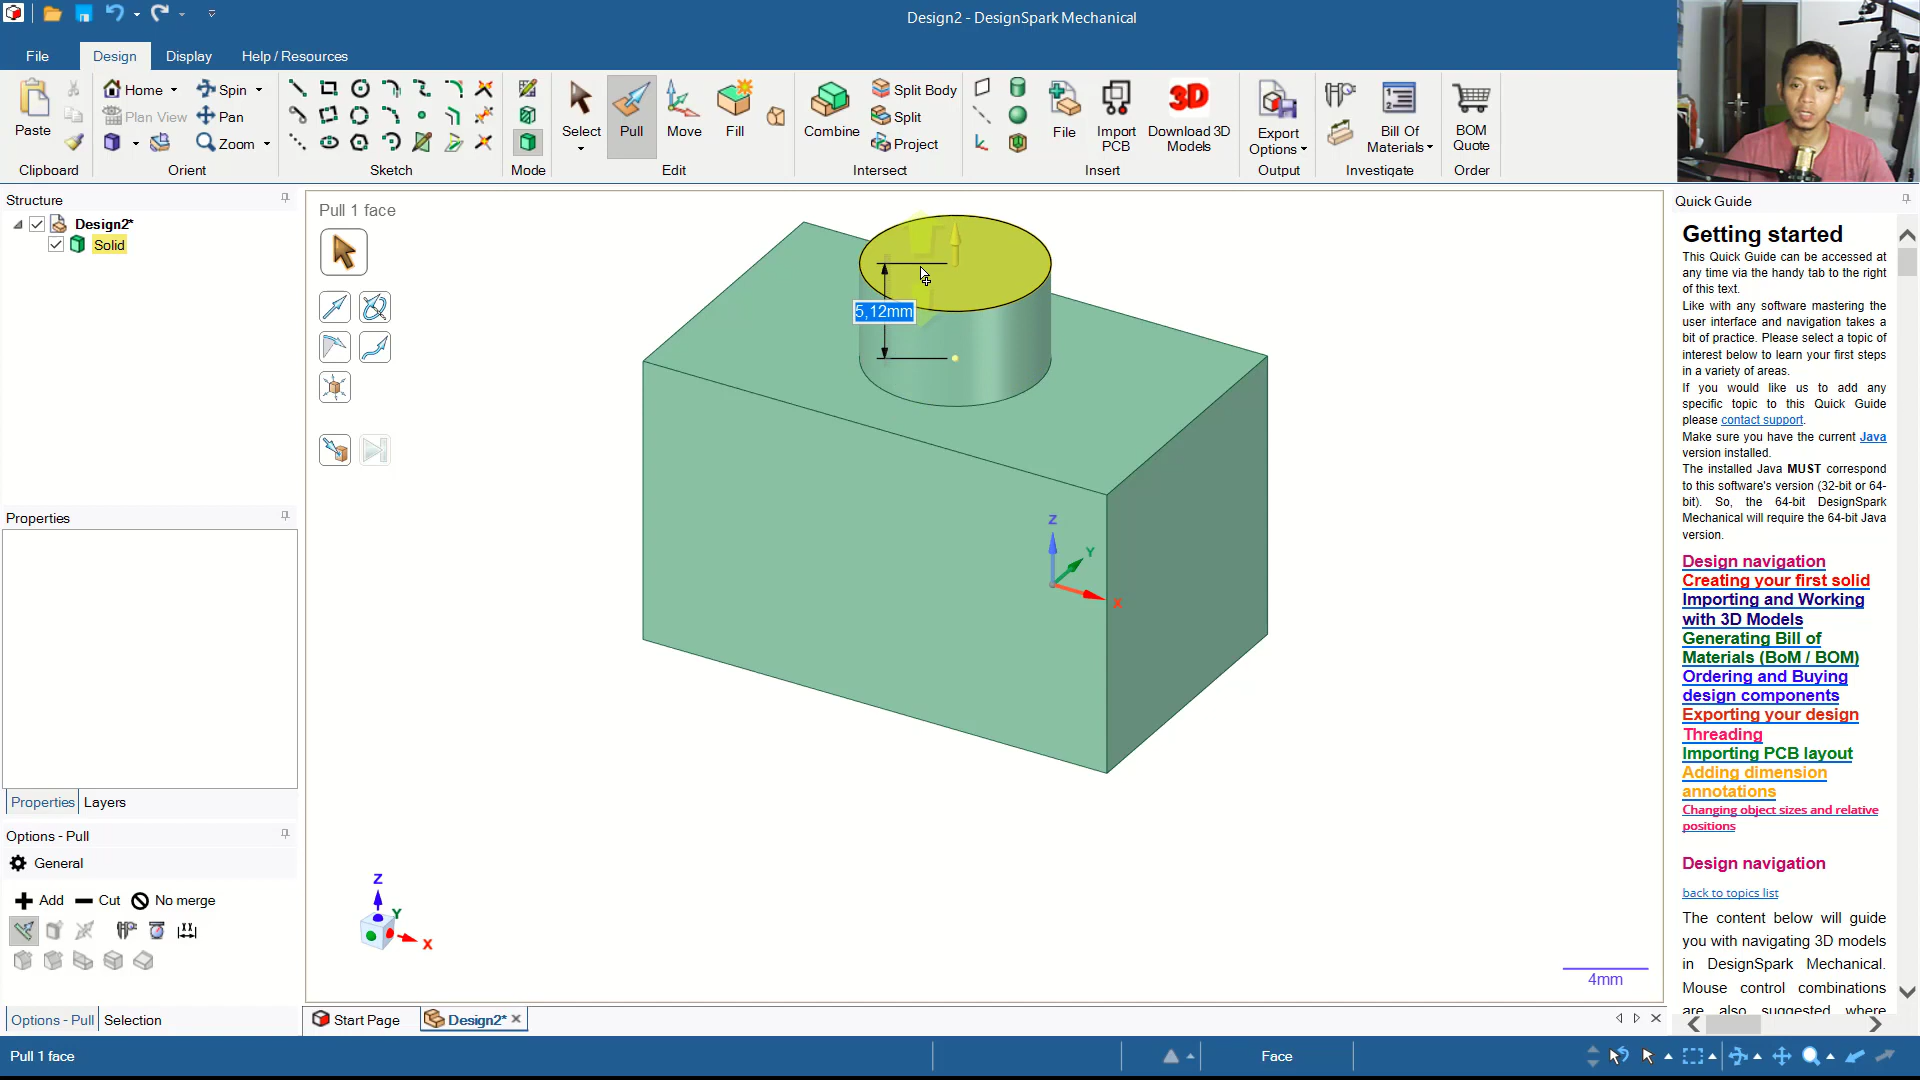 Design2 - DesignSpark Mechanical
File
Design
Display
Help / Resources
Paste
Clipboard
Home
Spin
Plan View
Pan
Zoom
Orient
Sketch
Mode
Select
Pull
Move
Fill
Edit
Combine
Split Body
Split
Project
Intersect
File
Import PCB
Download 3D Models
3D
Insert
Export Options
Output
Bill Of Materials
Investigate
BOM Quote
Order
Structure
Design2*
Solid
Properties
Properties
Layers
Options - Pull
General
Add
Cut
No merge
Options - Pull
Selection
Pull 1 face
5,12mm
Z
Y
X
Z
Y
X
4mm
Start Page
Design2*
Quick Guide
Getting started
This Quick Guide can be accessed at
any time via the handy tab to the right
of this text.
Like with any software mastering the
user interface and navigation takes a
bit of practice. Please select a topic of
interest below to learn your first steps
in a variety of areas.
If you would like us to add any
specific topic to this Quick Guide
please contact support.
Make sure you have the current Java
version installed.
The installed Java MUST correspond
to this software's version (32-bit or 64-
bit). So, the 64-bit DesignSpark
Mechanical will require the 64-bit Java
version.
Design navigation
Creating your first solid
Importing and Working
with 3D Models
Generating Bill of
Materials (BoM / BOM)
Ordering and Buying
design components
Exporting your design
Threading
Importing PCB layout
Adding dimension
annotations
Changing object sizes and relative
positions
Design navigation
back to topics list
The content below will guide
you with navigating 3D models
in DesignSpark Mechanical.
Mouse control combinations
are also suggested where
Pull 1 face
Face